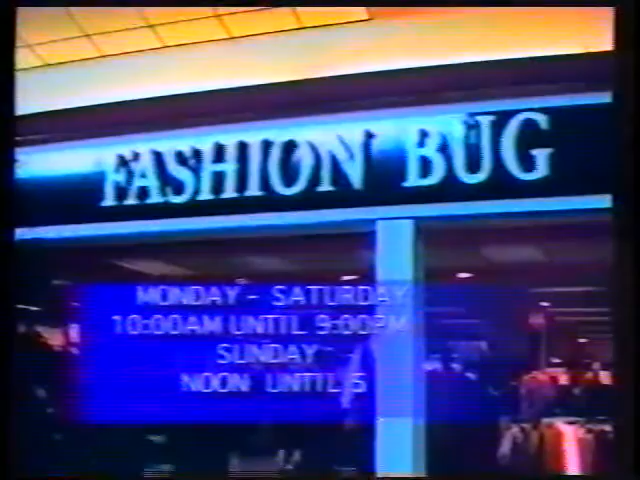 FASHION BUG
MONDAY - SATURDAY
10:00AM UNTIL 9:00PM
SUNDAY
NOON UNTIL 5